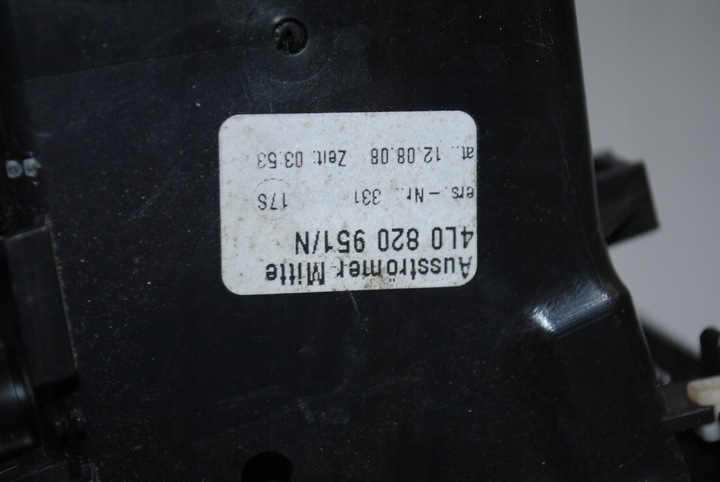 Ausströmer Mitte
4L0 820 951/N
ers.-Nr.. 331 17S
at.. 12.08.08 Zeit. 03.53